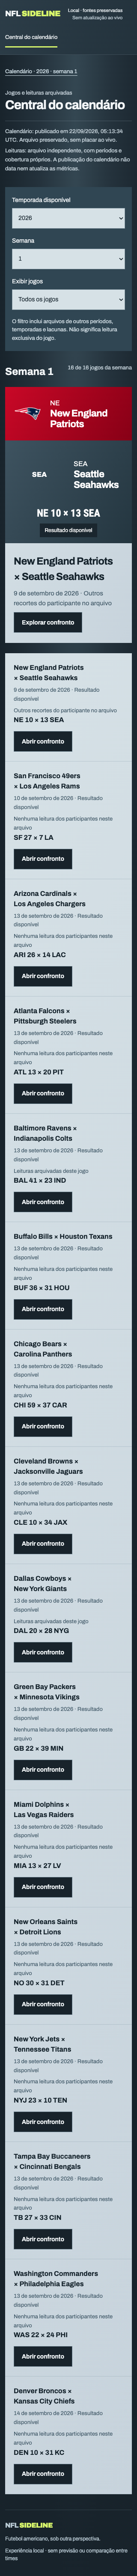 NFL SIDELINE
Local · fontes preservadas
Sem atualização ao vivo
Central do calendário
Calendário · 2026 · semana 1
Jogos e leituras arquivadas
Central do calendário
Calendário: publicado em 22/09/2026, 05:13:34
UTC. Arquivo preservado, sem placar ao vivo.
Leituras: arquivo independente, com períodos e
cobertura próprios. A publicação do calendário não
data nem atualiza as métricas.
Temporada disponível
2026
Semana
1
Exibir jogos
Todos os jogos
O filtro inclui arquivos de outros períodos,
temporadas e lacunas. Não significa leitura
exclusiva do jogo.
Semana 1
16 de 16 jogos da semana
NE
New England
Patriots
SEA
SEA
Seattle
Seahawks
NE 10 × 13 SEA
Resultado disponível
New England Patriots
× Seattle Seahawks
9 de setembro de 2026 · Outros
recortes do participante no arquivo
Explorar confronto
New England Patriots
× Seattle Seahawks
9 de setembro de 2026 · Resultado
disponível
Outros recortes do participante no arquivo
NE 10 × 13 SEA
Abrir confronto
San Francisco 49ers
× Los Angeles Rams
10 de setembro de 2026 · Resultado
disponível
Nenhuma leitura dos participantes neste
arquivo
SF 27 × 7 LA
Abrir confronto
Arizona Cardinals ×
Los Angeles Chargers
13 de setembro de 2026 · Resultado
disponível
Nenhuma leitura dos participantes neste
arquivo
ARI 26 × 14 LAC
Abrir confronto
Atlanta Falcons ×
Pittsburgh Steelers
13 de setembro de 2026 · Resultado
disponível
Nenhuma leitura dos participantes neste
arquivo
ATL 13 × 20 PIT
Abrir confronto
Baltimore Ravens ×
Indianapolis Colts
13 de setembro de 2026 · Resultado
disponível
Leituras arquivadas deste jogo
BAL 41 × 23 IND
Abrir confronto
Buffalo Bills × Houston Texans
13 de setembro de 2026 · Resultado
disponível
Nenhuma leitura dos participantes neste
arquivo
BUF 36 × 31 HOU
Abrir confronto
Chicago Bears ×
Carolina Panthers
13 de setembro de 2026 · Resultado
disponível
Nenhuma leitura dos participantes neste
arquivo
CHI 59 × 37 CAR
Abrir confronto
Cleveland Browns ×
Jacksonville Jaguars
13 de setembro de 2026 · Resultado
disponível
Nenhuma leitura dos participantes neste
arquivo
CLE 10 × 34 JAX
Abrir confronto
Dallas Cowboys ×
New York Giants
13 de setembro de 2026 · Resultado
disponível
Leituras arquivadas deste jogo
DAL 20 × 28 NYG
Abrir confronto
Green Bay Packers
× Minnesota Vikings
13 de setembro de 2026 · Resultado
disponível
Nenhuma leitura dos participantes neste
arquivo
GB 22 × 39 MIN
Abrir confronto
Miami Dolphins ×
Las Vegas Raiders
13 de setembro de 2026 · Resultado
disponível
Nenhuma leitura dos participantes neste
arquivo
MIA 13 × 27 LV
Abrir confronto
New Orleans Saints
× Detroit Lions
13 de setembro de 2026 · Resultado
disponível
Nenhuma leitura dos participantes neste
arquivo
NO 30 × 31 DET
Abrir confronto
New York Jets ×
Tennessee Titans
13 de setembro de 2026 · Resultado
disponível
Nenhuma leitura dos participantes neste
arquivo
NYJ 23 × 10 TEN
Abrir confronto
Tampa Bay Buccaneers
× Cincinnati Bengals
13 de setembro de 2026 · Resultado
disponível
Nenhuma leitura dos participantes neste
arquivo
TB 27 × 33 CIN
Abrir confronto
Washington Commanders
× Philadelphia Eagles
13 de setembro de 2026 · Resultado
disponível
Nenhuma leitura dos participantes neste
arquivo
WAS 22 × 24 PHI
Abrir confronto
Denver Broncos ×
Kansas City Chiefs
14 de setembro de 2026 · Resultado
disponível
Nenhuma leitura dos participantes neste
arquivo
DEN 10 × 31 KC
Abrir confronto
NFL SIDELINE
Futebol americano, sob outra perspectiva.
Experiência local · sem previsão ou comparação entre
times